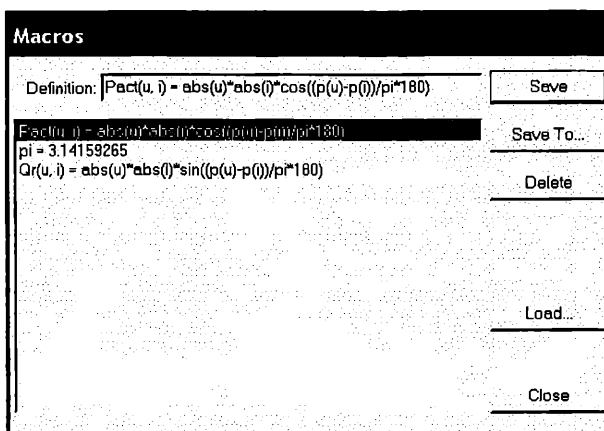 Macros
Definition: Pact(u, i) = abs(u)*abs(i)*cos((p(u)-p(i))/pi*180)
Save
Pact(u, i) = abs(u)*abs(i)*cos((p(u)-p(i))/pi*180)
Save To...
pi = 3.14159265
Qr(u, i) = abs(u)*abs(i)*sin((p(u)-p(i))/pi*180)
Delete
Load...
Close